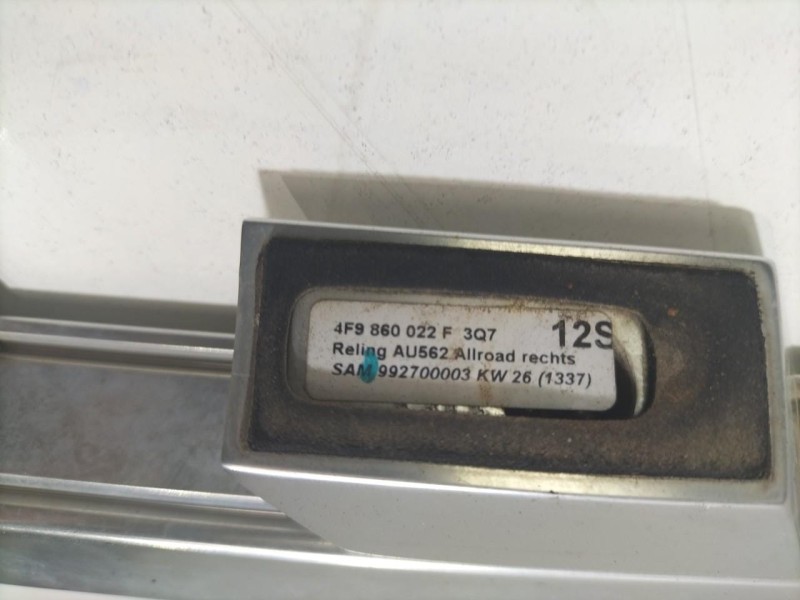 4F9 860 022 F 3Q7 12S
Reling AU562 Allroad rechts
SAM 992700003 KW 26 (1337)